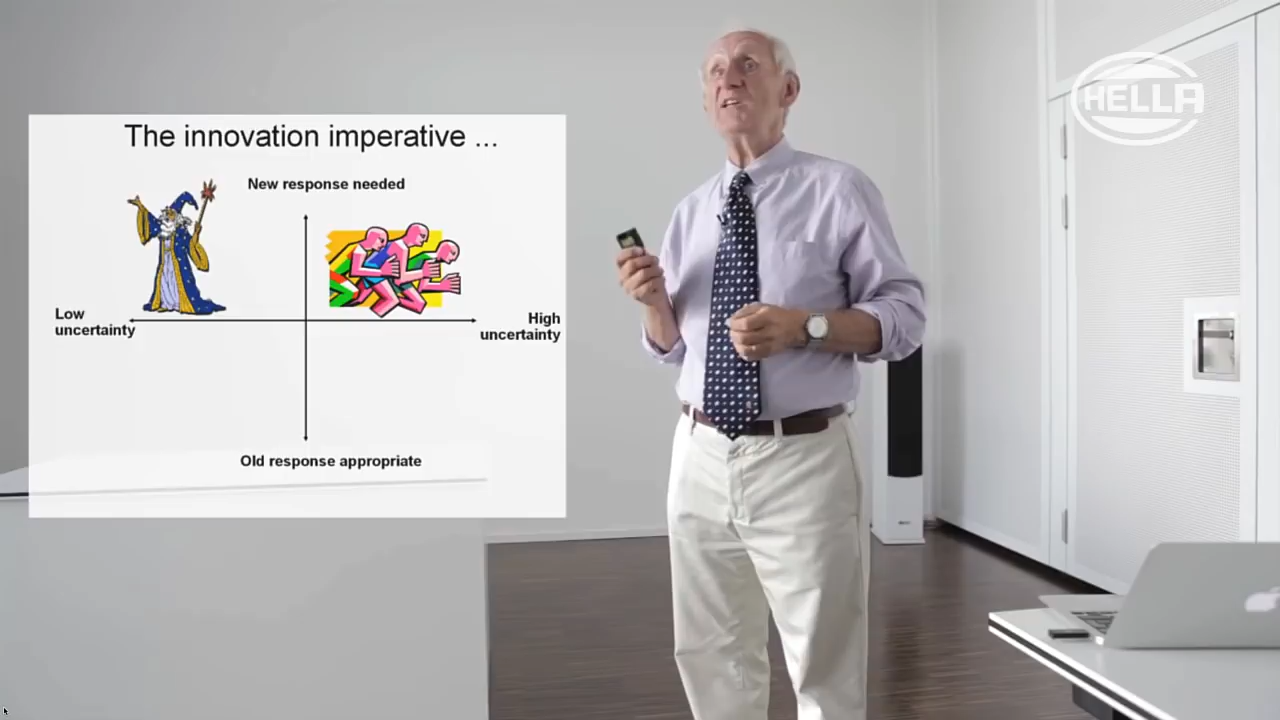 The innovation imperative ...
New response needed
Low
uncertainty
High
uncertainty
Old response appropriate
HELLA